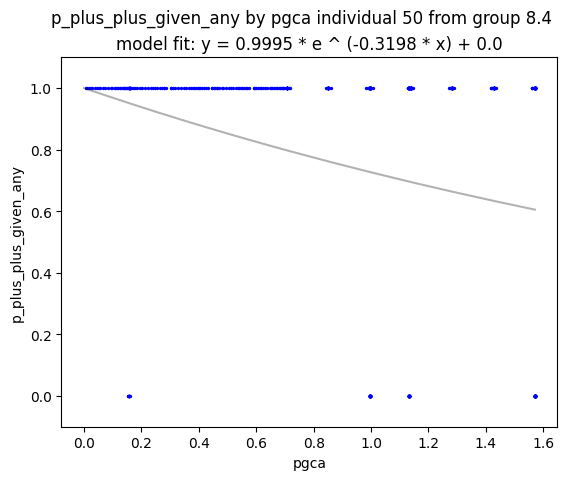 p_plus_plus_given_any by pgca individual 50 from group 8.4
model fit: y = 0.9995 * e ^ (-0.3198 * x) + 0.0
1.0
0.8
0.6
0.4
0.2
0.0
p_plus_plus_given_any
0.0 0.2 0.4 0.6 0.8 1.0 1.2 1.4 1.6
pgca